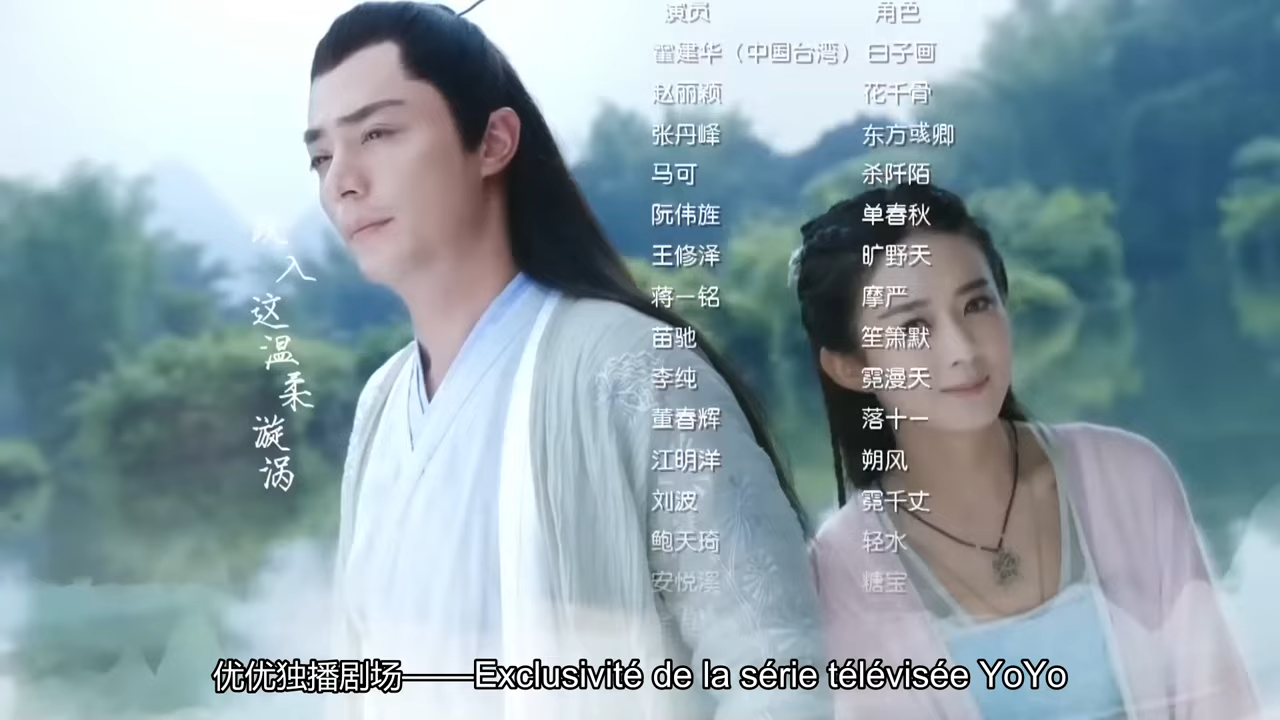 演员 角色
霍建华（中国台湾） 白子画
赵丽颖 花千骨
张丹峰 东方彧卿
马可 杀阡陌
阮伟旌 单春秋
王修泽 旷野天
蒋一铭 摩严
苗驰 笙箫默
李纯 霓漫天
董春辉 落十一
江明洋 朔风
刘波 霓千丈
鲍天琦 轻水
安悦溪 糖宝
入这温柔漩涡
优优独播剧场——Exclusivité de la série télévisée YoYo